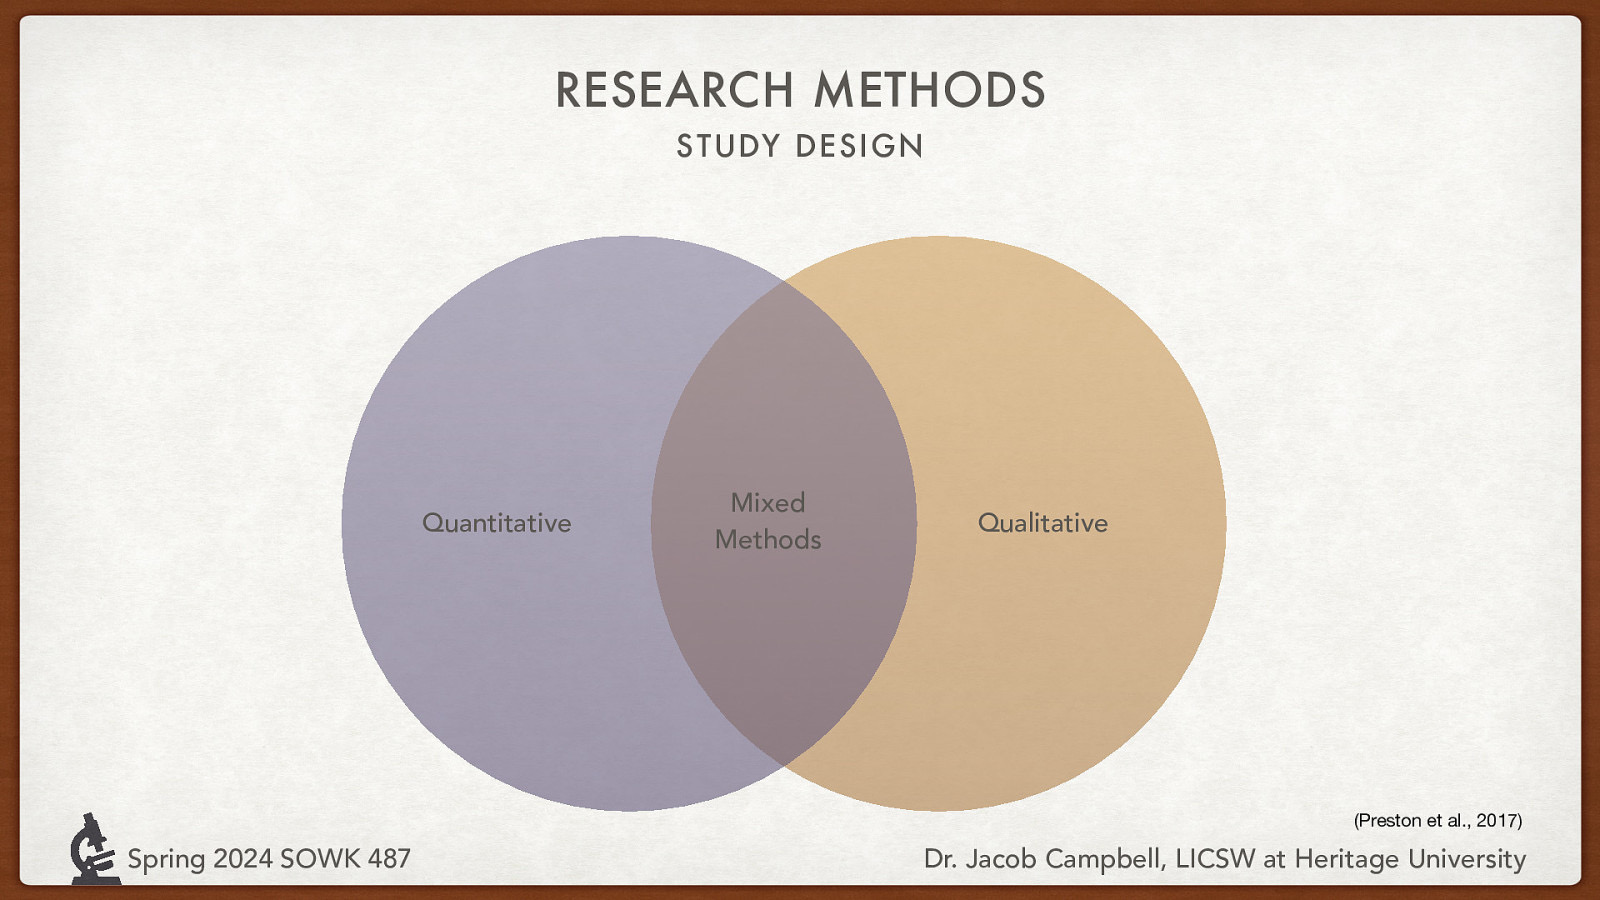 RESEARCH METHODS
STUDY DESIGN
Quantitative
Mixed
Methods
Qualitative
(Preston et al., 2017)
Spring 2024 SOWK 487
Dr. Jacob Campbell, LICSW at Heritage University